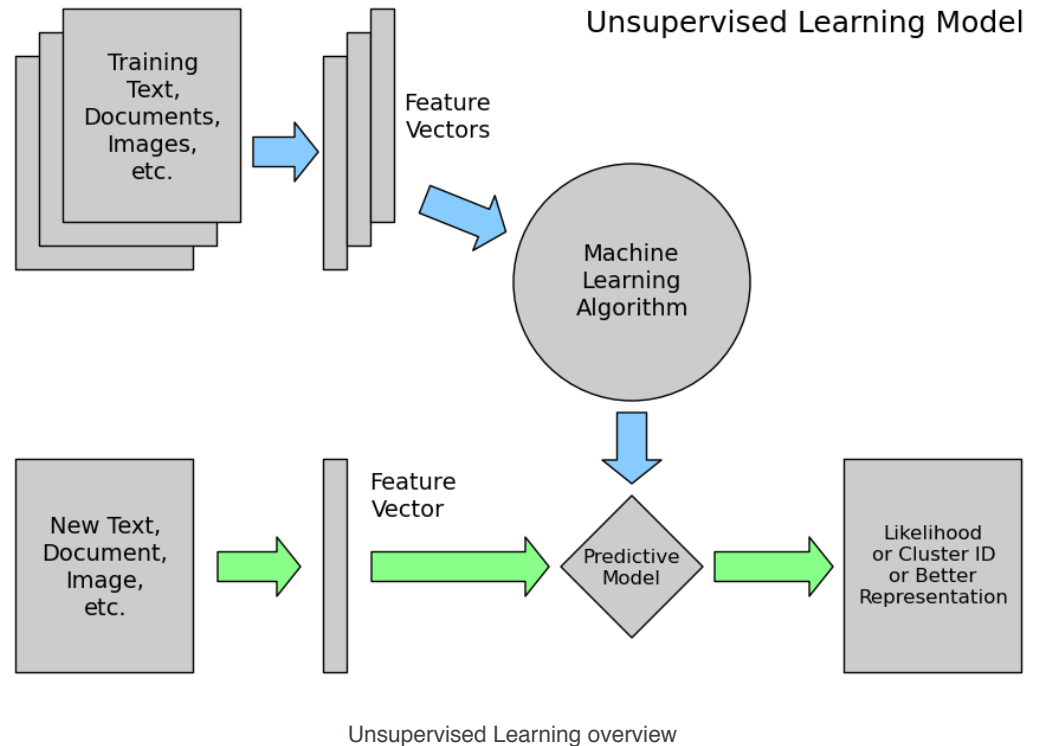 Unsupervised Learning Model
Training
Text,
Documents,
Images,
etc.
Feature
Vectors
Machine
Learning
Algorithm
New Text,
Document,
Image,
etc.
Feature
Vector
Predictive
Model
Likelihood
or Cluster ID
or Better
Representation
Unsupervised Learning overview